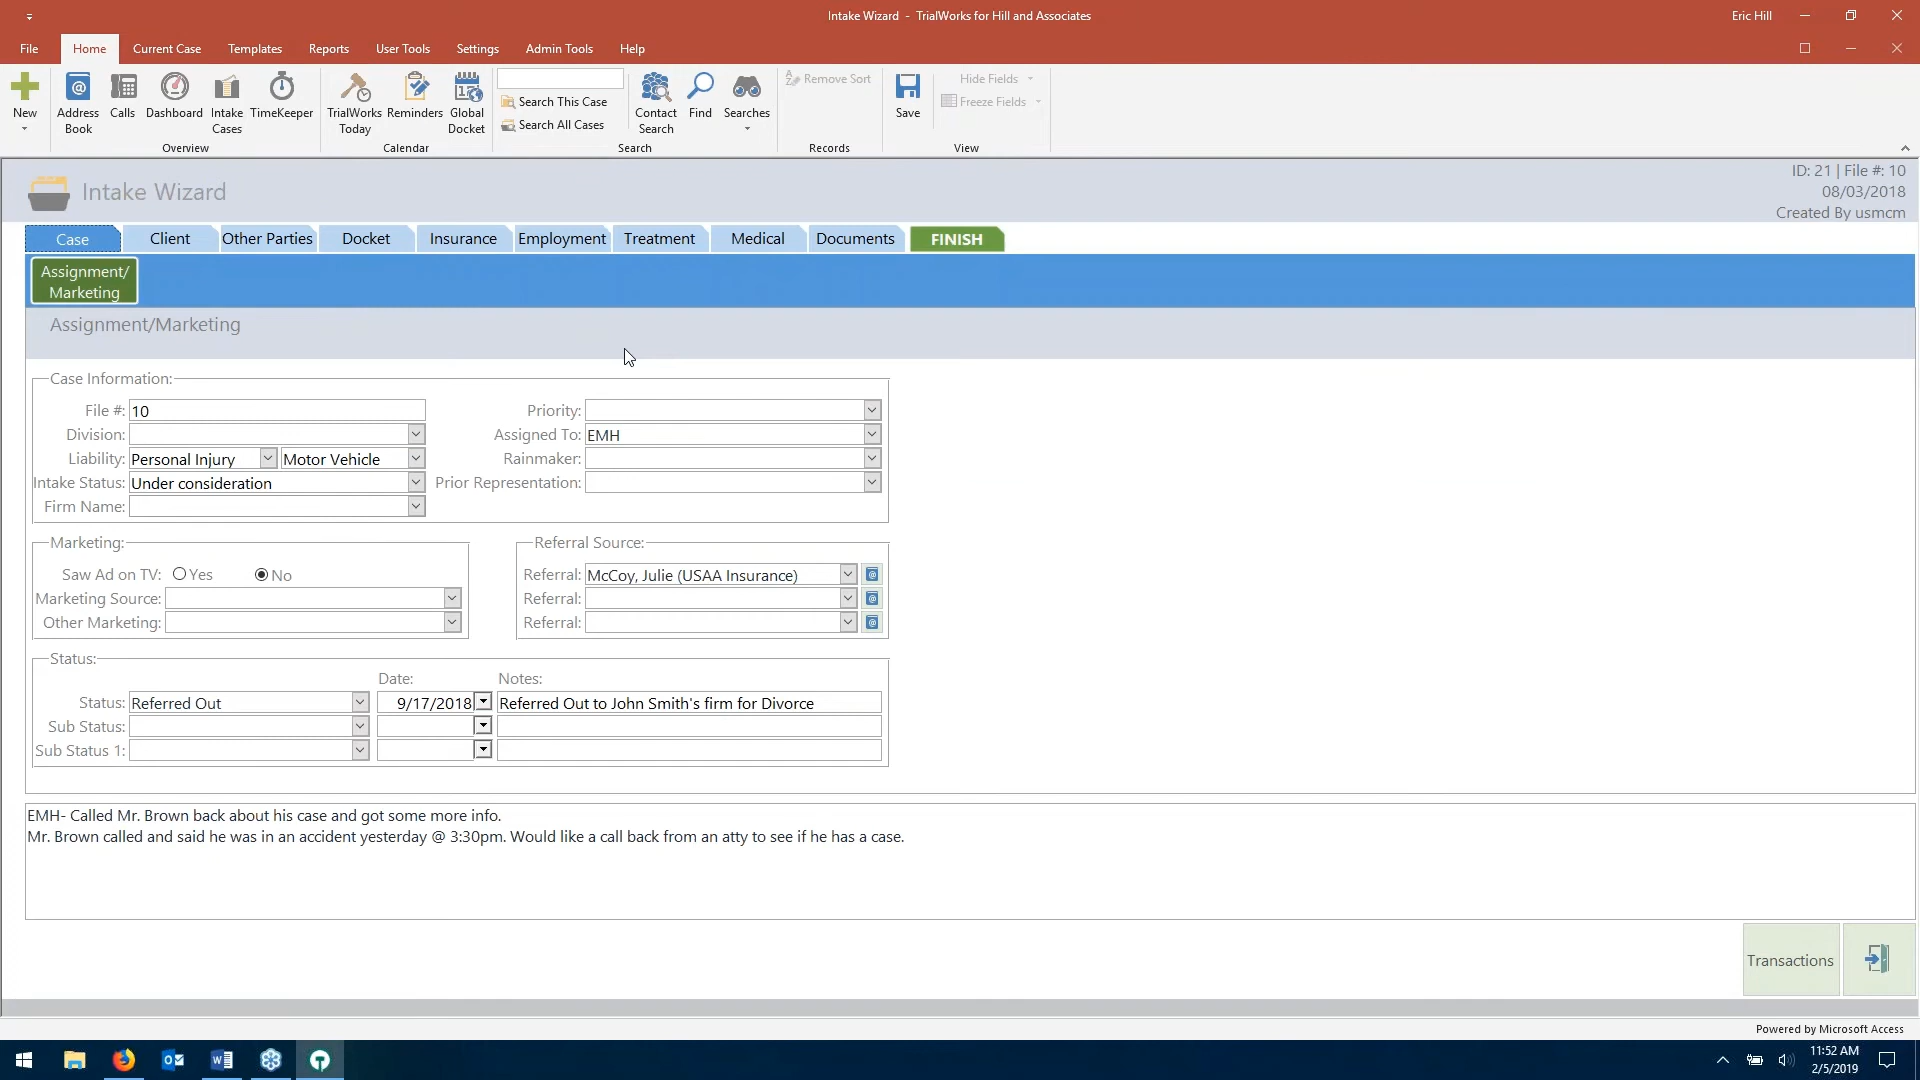 Intake Wizard - TrialWorks for Hill and Associates
Eric Hill
File Home Current Case Templates Reports User Tools Settings Admin Tools Help
New
Address Book
Calls
Dashboard
Intake Cases
TimeKeeper
Overview
TrialWorks Today
Reminders
Global Docket
Calendar
Search This Case
Search All Cases
Contact Search
Find
Searches
Search
Remove Sort
Records
Save
Hide Fields
Freeze Fields
View
Intake Wizard
ID: 21 | File #: 10
08/03/2018
Created By usmcm
Case Client Other Parties Docket Insurance Employment Treatment Medical Documents FINISH
Assignment/
Marketing
Assignment/Marketing
Case Information:
File #: 10
Division:
Liability: Personal Injury Motor Vehicle
Intake Status: Under consideration
Firm Name:
Priority:
Assigned To: EMH
Rainmaker:
Prior Representation:
Marketing:
Saw Ad on TV: Yes No
Marketing Source:
Other Marketing:
Referral Source:
Referral: McCoy, Julie (USAA Insurance)
Referral:
Referral:
Status:
Date: Notes:
Status: Referred Out 9/17/2018 Referred Out to John Smith's firm for Divorce
Sub Status:
Sub Status 1:
EMH- Called Mr. Brown back about his case and got some more info.
Mr. Brown called and said he was in an accident yesterday @ 3:30pm. Would like a call back from an atty to see if he has a case.
Transactions
Powered by Microsoft Access
11:52 AM
2/5/2019